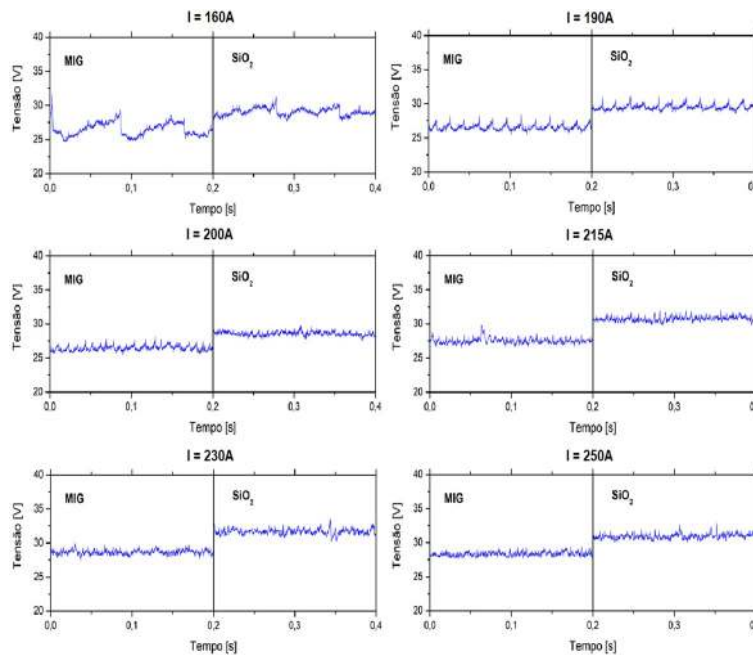 I = 160A
Tensão [V]
40
35
30
25
20
MIG
SiO2
0,0
0,1
0,2
0,3
0,4
Tempo [s]
I = 190A
Tensão [V]
40
35
30
25
20
MIG
SiO2
0,0
0,1
0,2
0,3
Tempo [s]
I = 200A
Tensão [V]
40
35
30
25
20
MIG
SiO2
0,0
0,1
0,2
0,3
0,4
Tempo [s]
I = 215A
Tensão [V]
40
35
30
25
20
MIG
SiO2
0,0
0,1
0,2
0,3
Tempo [s]
I = 230A
Tensão [V]
40
35
30
25
20
MIG
SiO2
0,0
0,1
0,2
0,3
0,4
Tempo [s]
I = 250A
Tensão [V]
40
35
30
25
20
MIG
SiO2
0,0
0,1
0,2
0,3
Tempo [s]